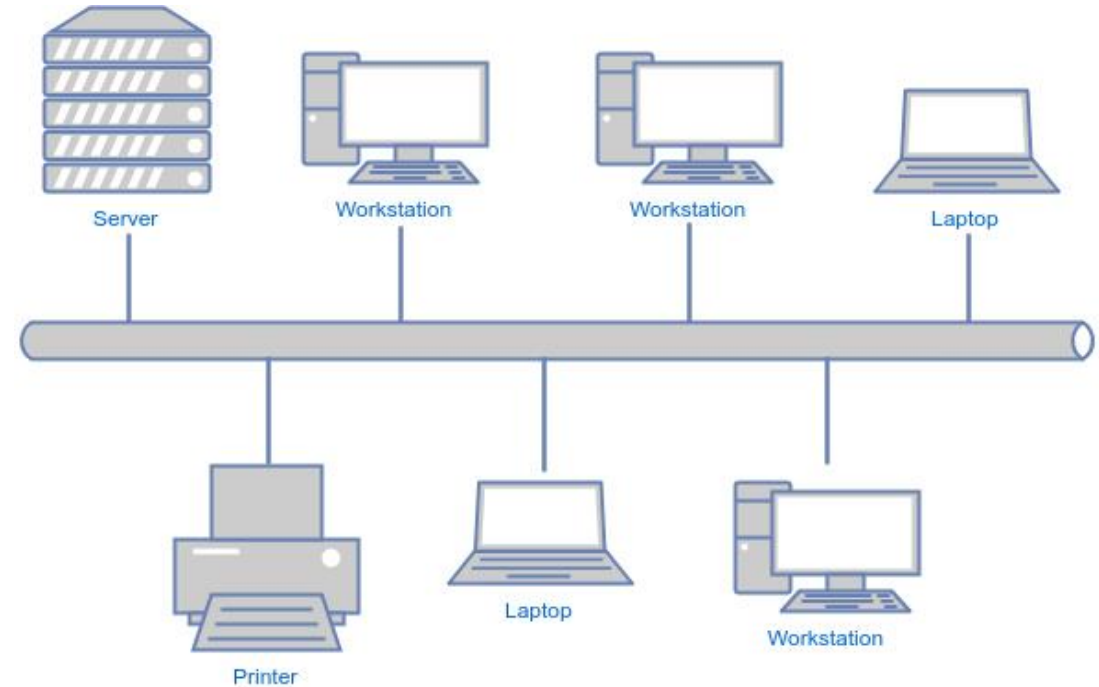 Server
Workstation
Workstation
Laptop
Printer
Laptop
Workstation